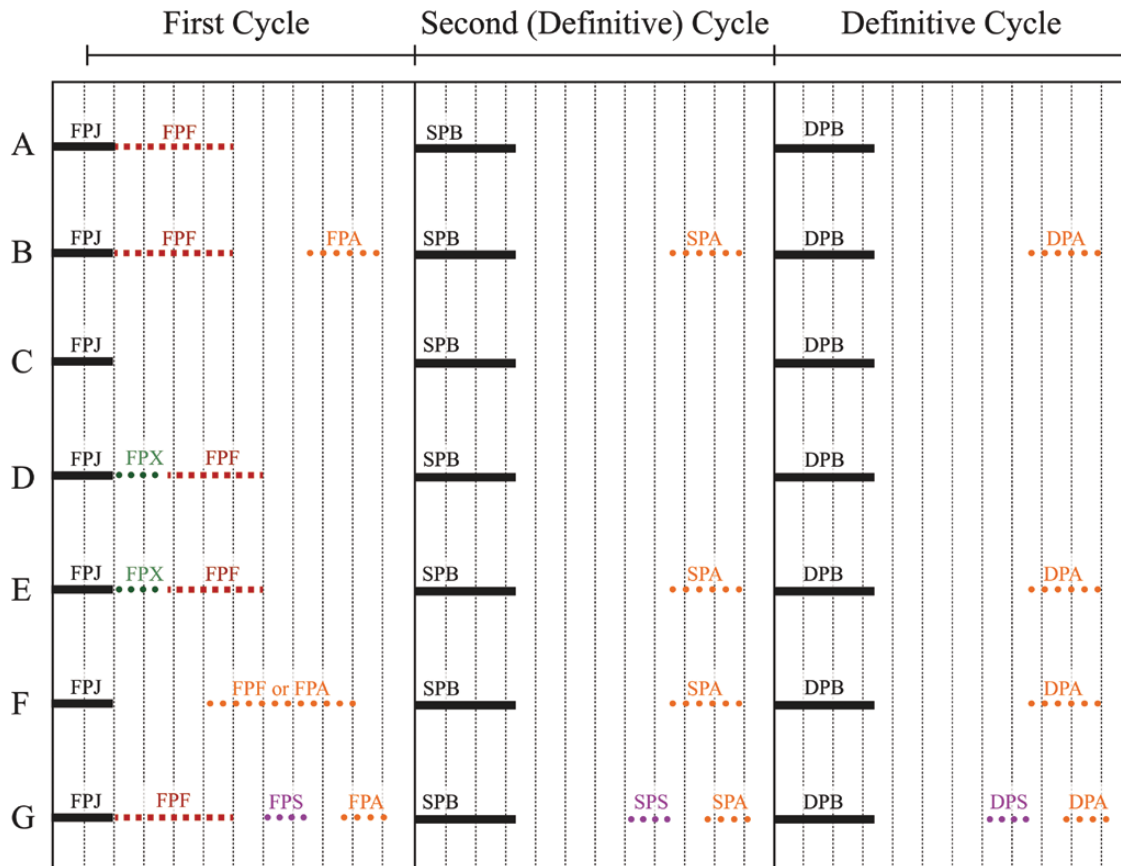 First Cycle Second (Definitive) Cycle Definitive Cycle
A FPJ FPF SPB DPB
B FPJ FPF FPA SPB SPA DPA DPB
C FPJ SPB DPB
D FPJ FPX FPF SPB DPB
E FPJ FPX FPF SPB SPA DPB DPA
F FPJ FPF or FPA SPB SPA DPB DPA
G FPJ FPF FPS FPA SPB SPS SPA DPB DPS DPA